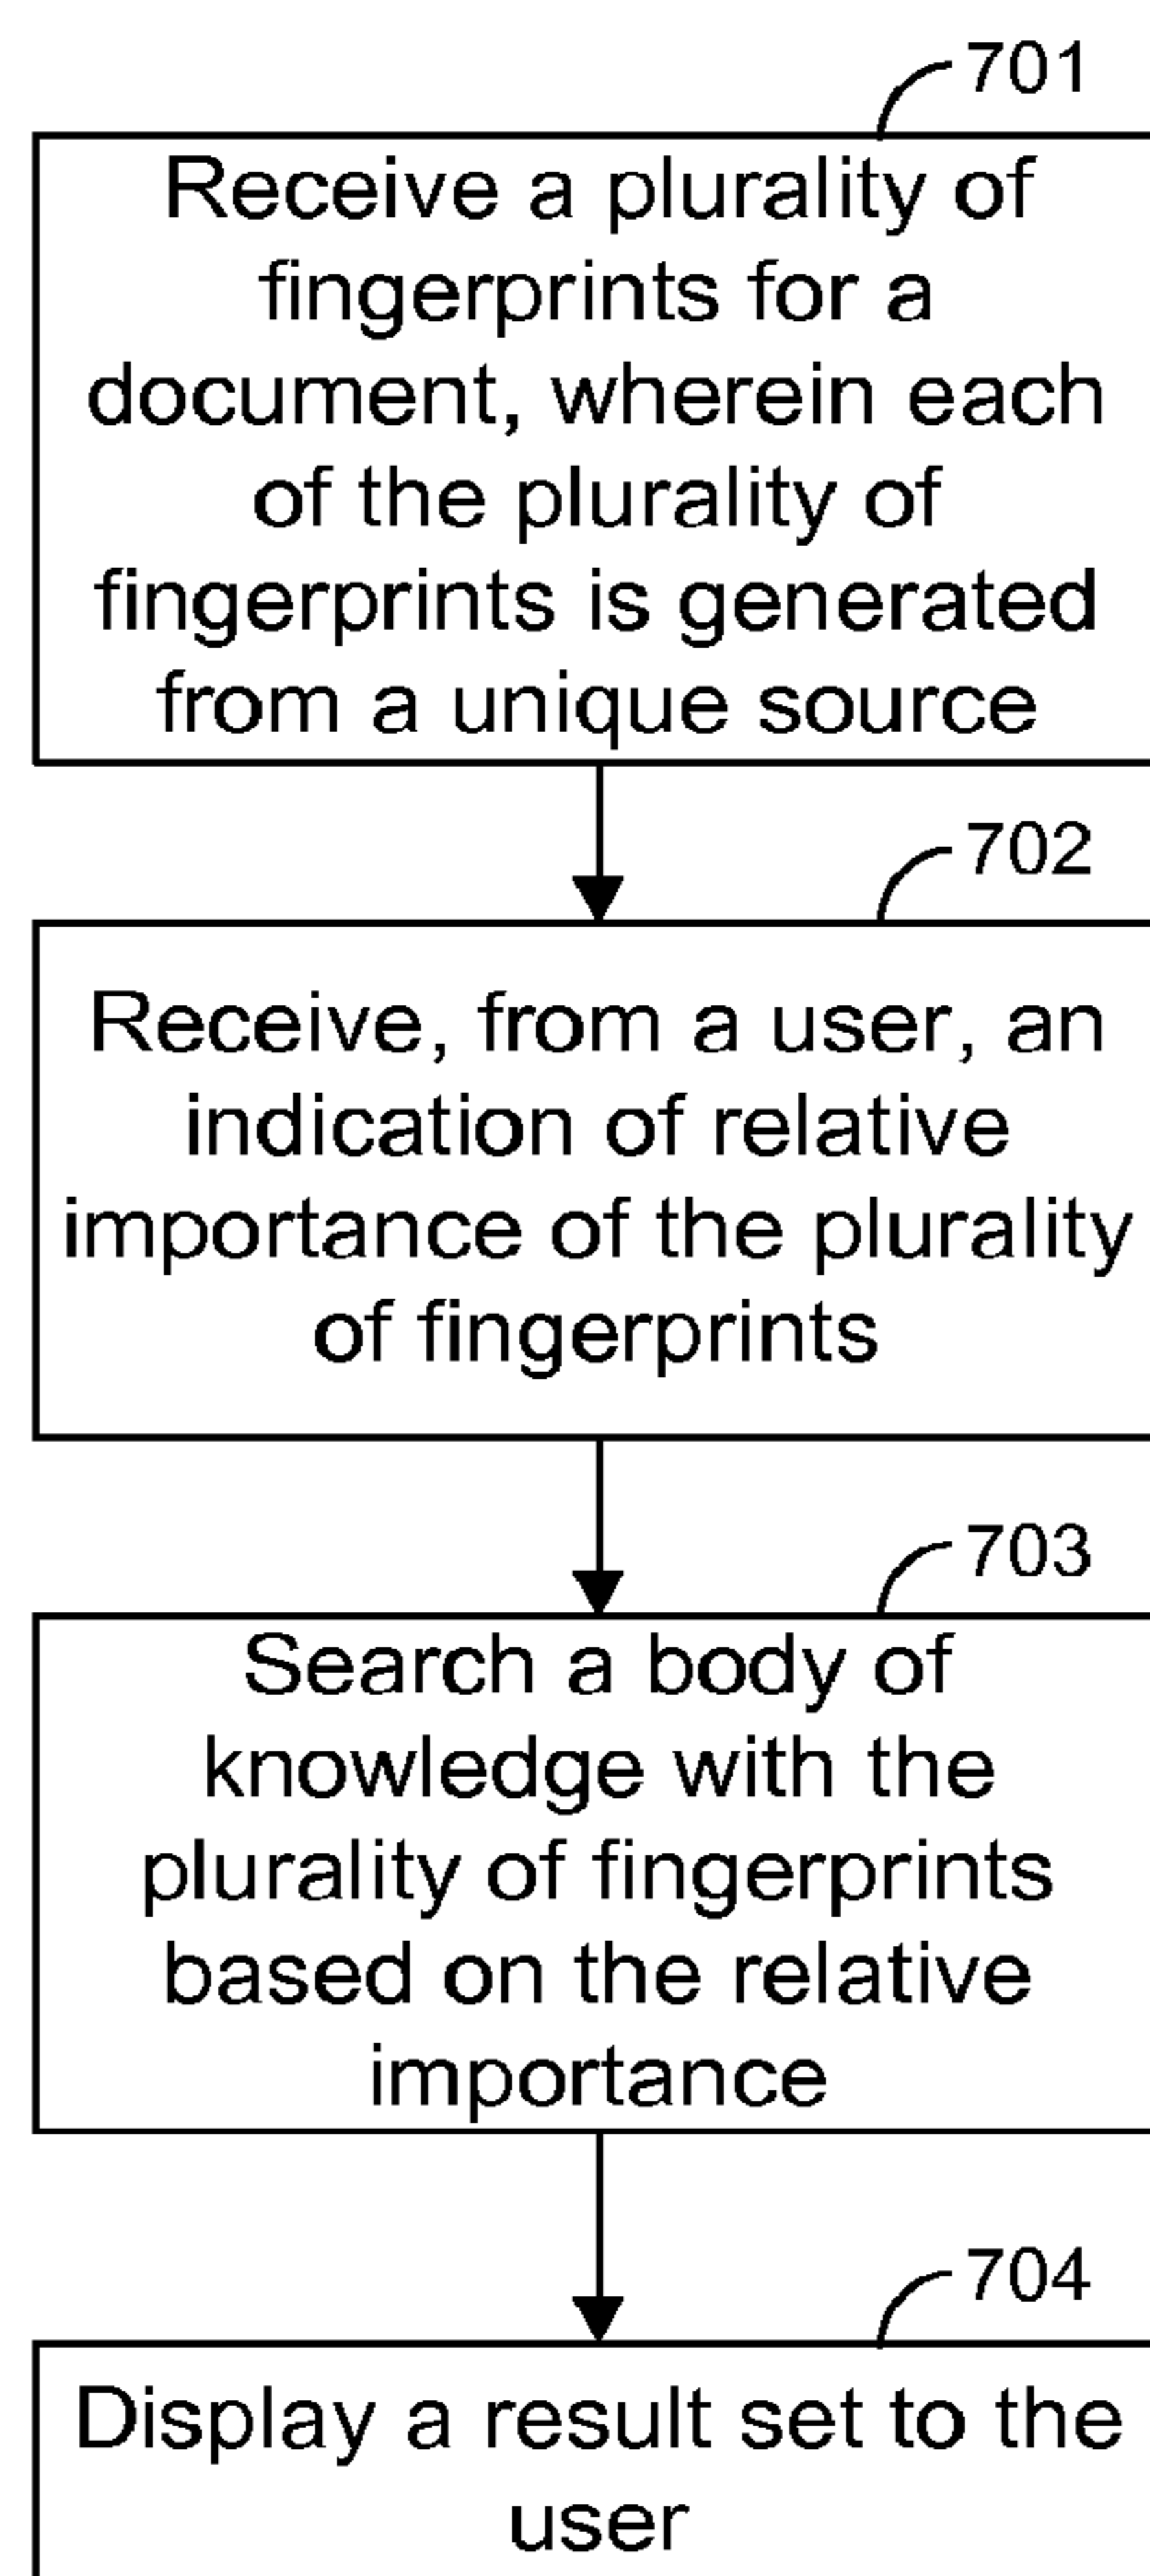 701
Receive a plurality of
fingerprints for a
document, wherein each
of the plurality of
fingerprints is generated
from a unique source
702
Receive, from a user, an
indication of relative
importance of the plurality
of fingerprints
703
Search a body of
knowledge with the
plurality of fingerprints
based on the relative
importance
704
Display a result set to the
user